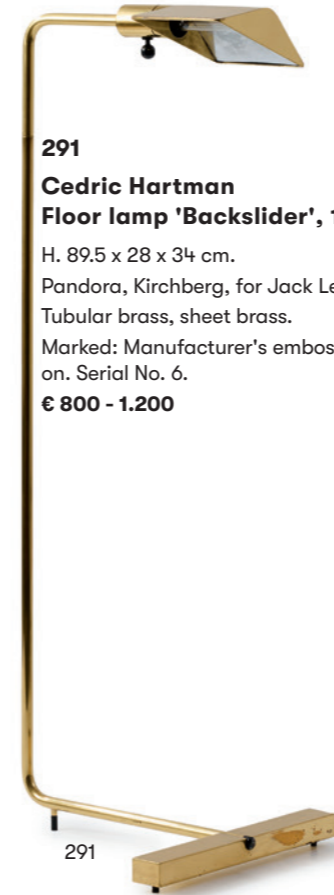 291
Cedric Hartman
Floor lamp 'Backslider',
H. 89.5 x 28 x 34 cm.
Pandora, Kirchberg, for Jack
Tubular brass, sheet brass.
Marked: Manufacturer's
on. Serial No. 6.
€ 800 - 1.200
291